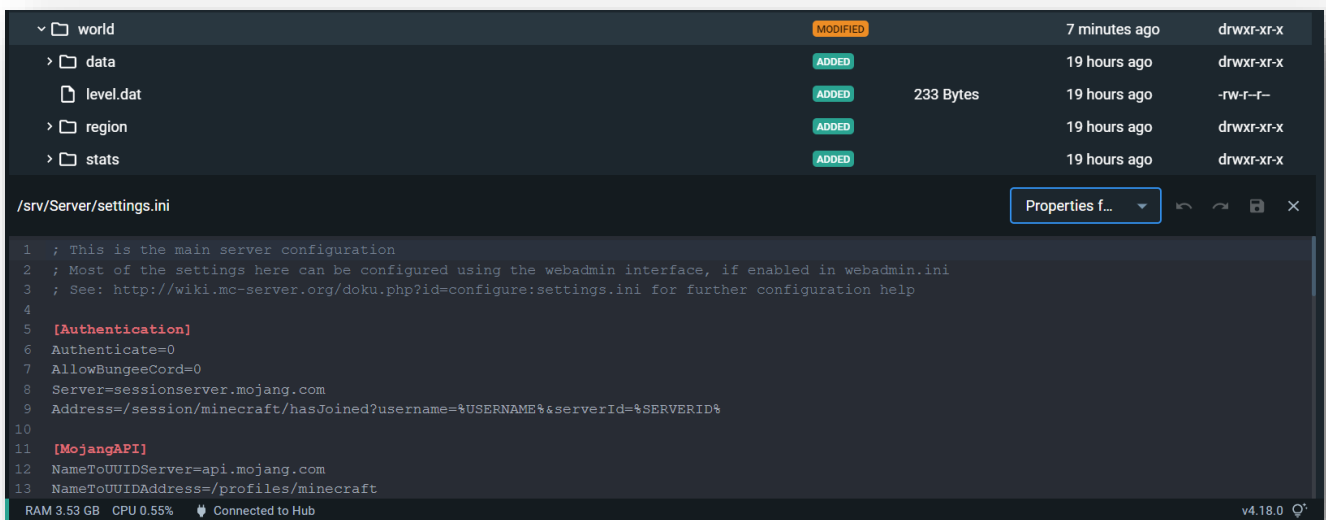 world MODIFIED 7 minutes ago drwxr-xr-x
data ADDED 19 hours ago drwxr-xr-x
level.dat ADDED 233 Bytes 19 hours ago -rw-r--r--
region ADDED 19 hours ago drwxr-xr-x
stats ADDED 19 hours ago drwxr-xr-x
/srv/Server/settings.ini Properties f...
1 ; This is the main server configuration
2 ; Most of the settings here can be configured using the webadmin interface, if enabled in webadmin.ini
3 ; See: http://wiki.mc-server.org/doku.php?id=configure:settings.ini for further configuration help
4
5 [Authentication]
6 Authenticate=0
7 AllowBungeeCord=0
8 Server=sessionserver.mojang.com
9 Address=/session/minecraft/hasJoined?username=%USERNAME%&serverId=%SERVERID%
10
11 [MojangAPI]
12 NameToUUIDServer=api.mojang.com
13 NameToUUIDAddress=/profiles/minecraft
RAM 3.53 GB CPU 0.55% Connected to Hub v4.18.0